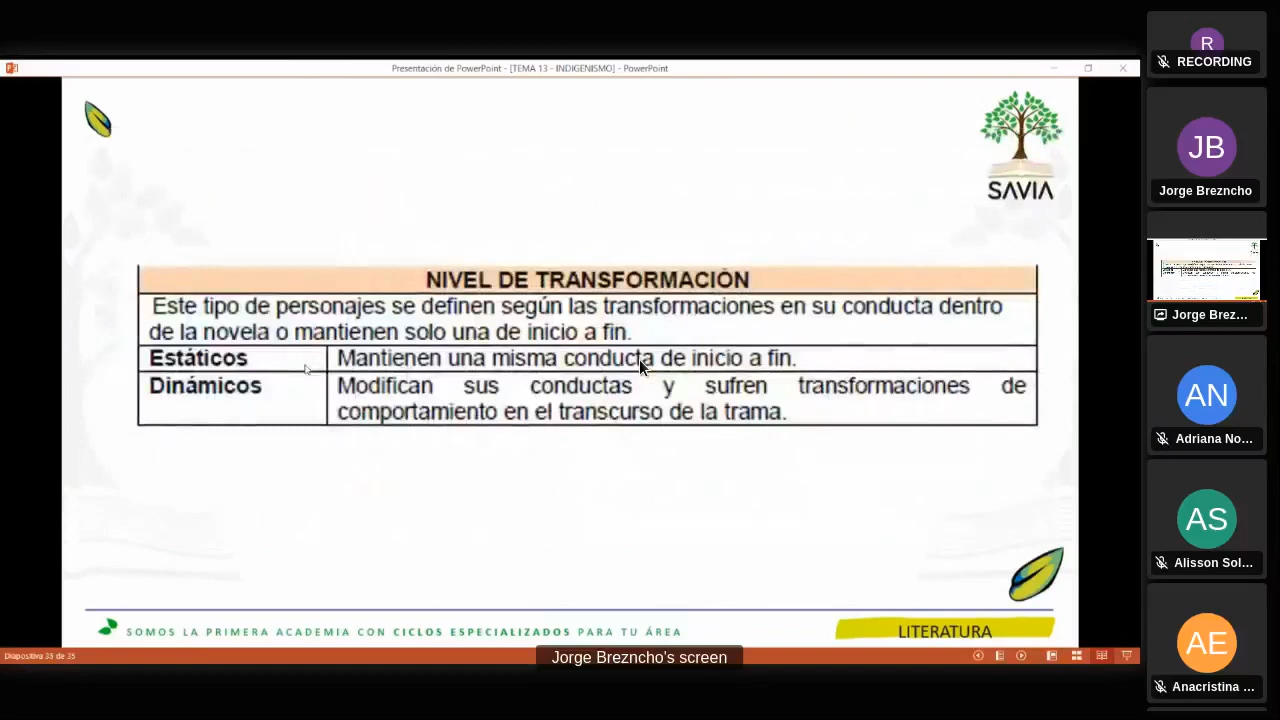 Presentación de PowerPoint - [TEMA 13 - INDIGENISMO] - PowerPoint
SAVIA
NIVEL DE TRANSFORMACIÓN
Este tipo de personajes se definen según las transformaciones en su conducta dentro
de la novela o mantienen solo una de inicio a fin.
Estáticos
Mantienen una misma conducta de inicio a fin.
Dinámicos
Modifican sus conductas y sufren transformaciones de
comportamiento en el transcurso de la trama.
SOMOS LA PRIMERA ACADEMIA CON CICLOS ESPECIALIZADOS PARA TU ÁREA
LITERATURA
Diapositiva 35 de 35
Jorge Brezncho's screen
R
RECORDING
JB
Jorge Brezncho
Jorge Brez...
AN
Adriana No...
AS
Alisson Sol...
AE
Anacristina ...